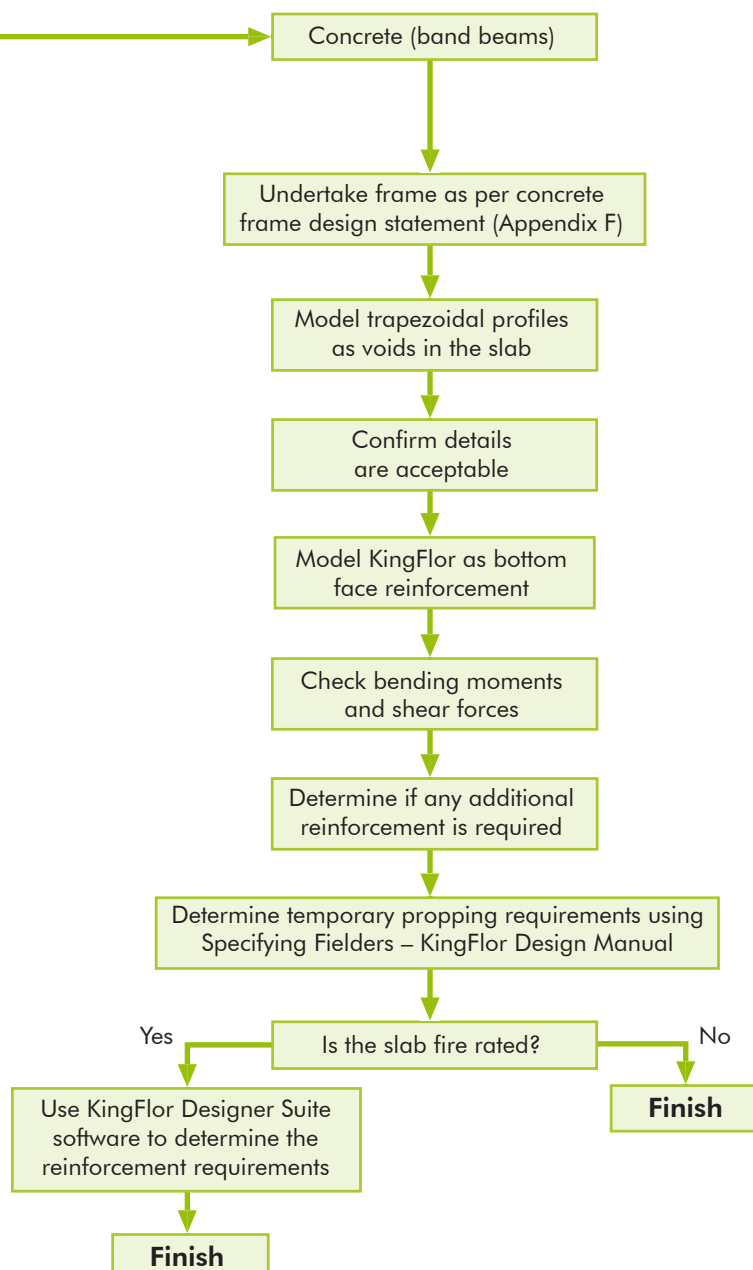 Concrete (band beams)
Undertake frame as per concrete
frame design statement (Appendix F)
Model trapezoidal profiles
as voids in the slab
Confirm details
are acceptable
Model KingFlor as bottom
face reinforcement
Check bending moments
and shear forces
Determine if any additional
reinforcement is required
Determine temporary propping requirements using
Specifying Fielders – KingFlor Design Manual
Is the slab fire rated?
Yes
No
Use KingFlor Designer Suite
software to determine the
reinforcement requirements
Finish
Finish